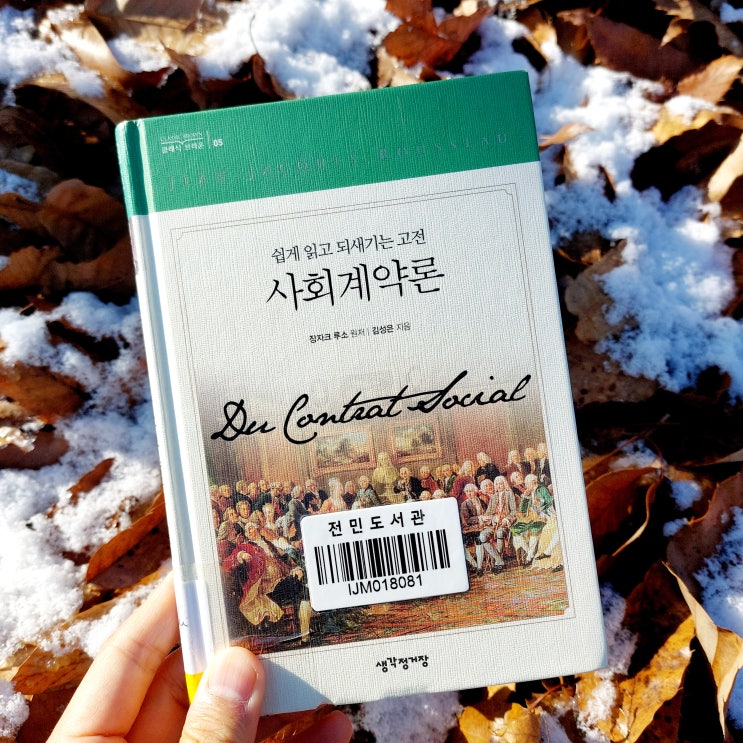 클래식 브라운 | 05
JEAN JACQUES ROUSSEAU
쉽게 읽고 되새기는 고전
사회계약론
장자크 루소 원저 | 김성은 지음
Du Contrat Social
전민도서관
IJM018081
생각정거장